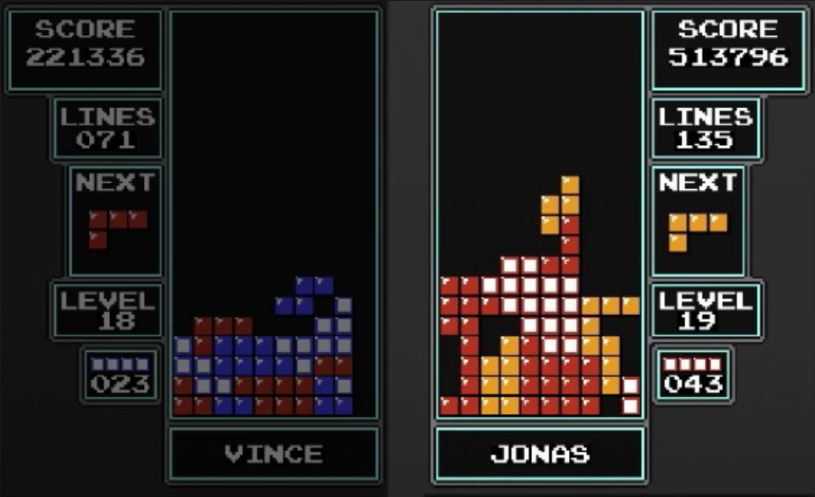 SCORE
221336
LINES
071
NEXT
LEVEL
18
023
VINCE
SCORE
513796
LINES
135
NEXT
LEVEL
19
043
JONAS